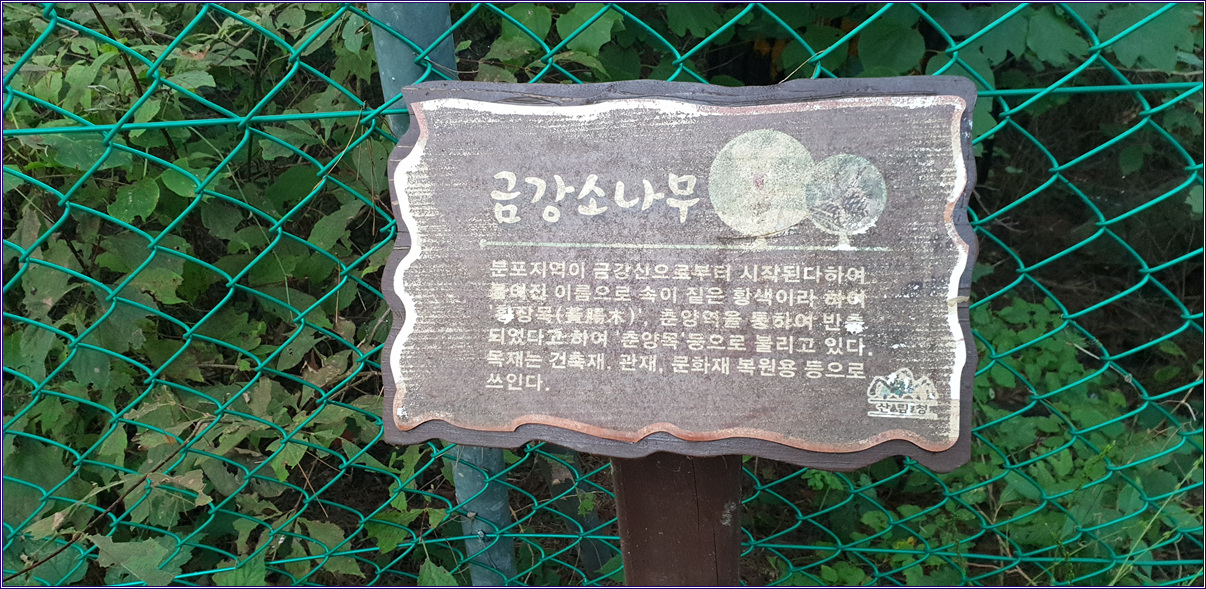 금강소나무
분포지역이 금강산으로부터 시작된다하여
붙여진 이름으로 속이 짙은 황색이라 하여
'황장목(黃腸木)', 춘양역을 통하여 반출
되었다고 하여 '춘양목'등으로 불리고 있다.
목재는 건축재, 관재, 문화재 복원용 등으로
쓰인다.
산림청